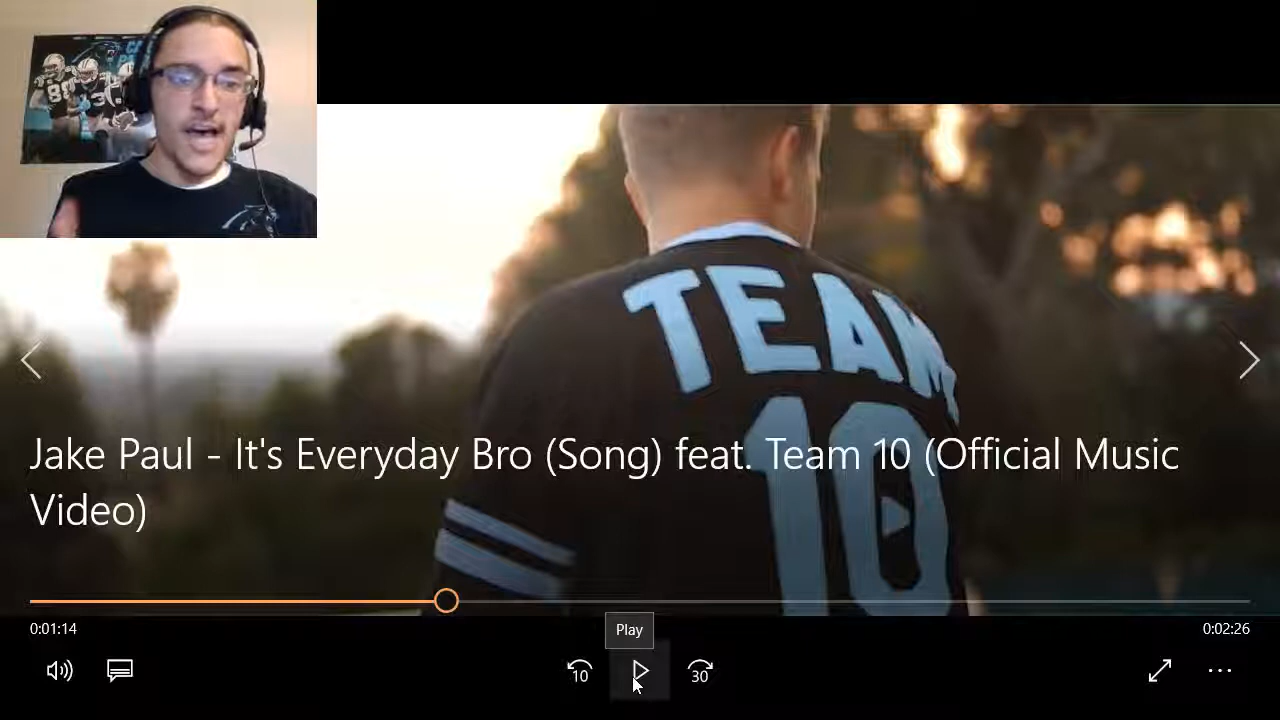 88
TEAM
10
Jake Paul - It's Everyday Bro (Song) feat. Team 10 (Official Music
Video)
0:01:14
Play
0:02:26
10
30